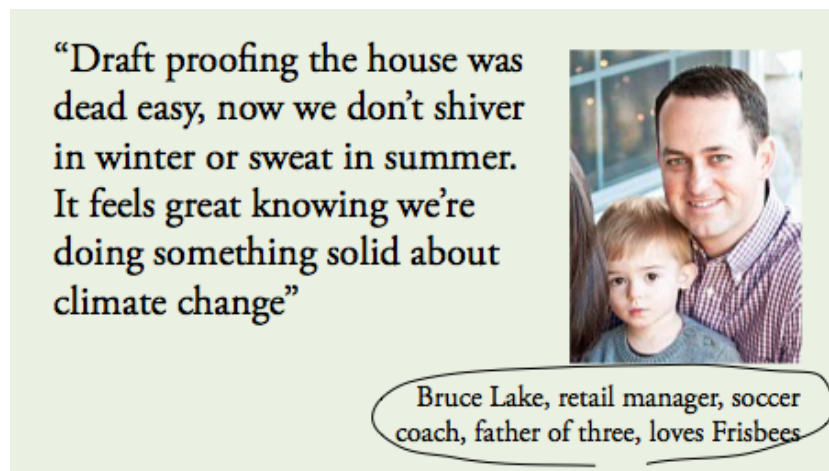 “Draft proofing the house was
dead easy, now we don’t shiver
in winter or sweat in summer.
It feels great knowing we’re
doing something solid about
climate change”
Bruce Lake, retail manager, soccer
coach, father of three, loves Frisbees